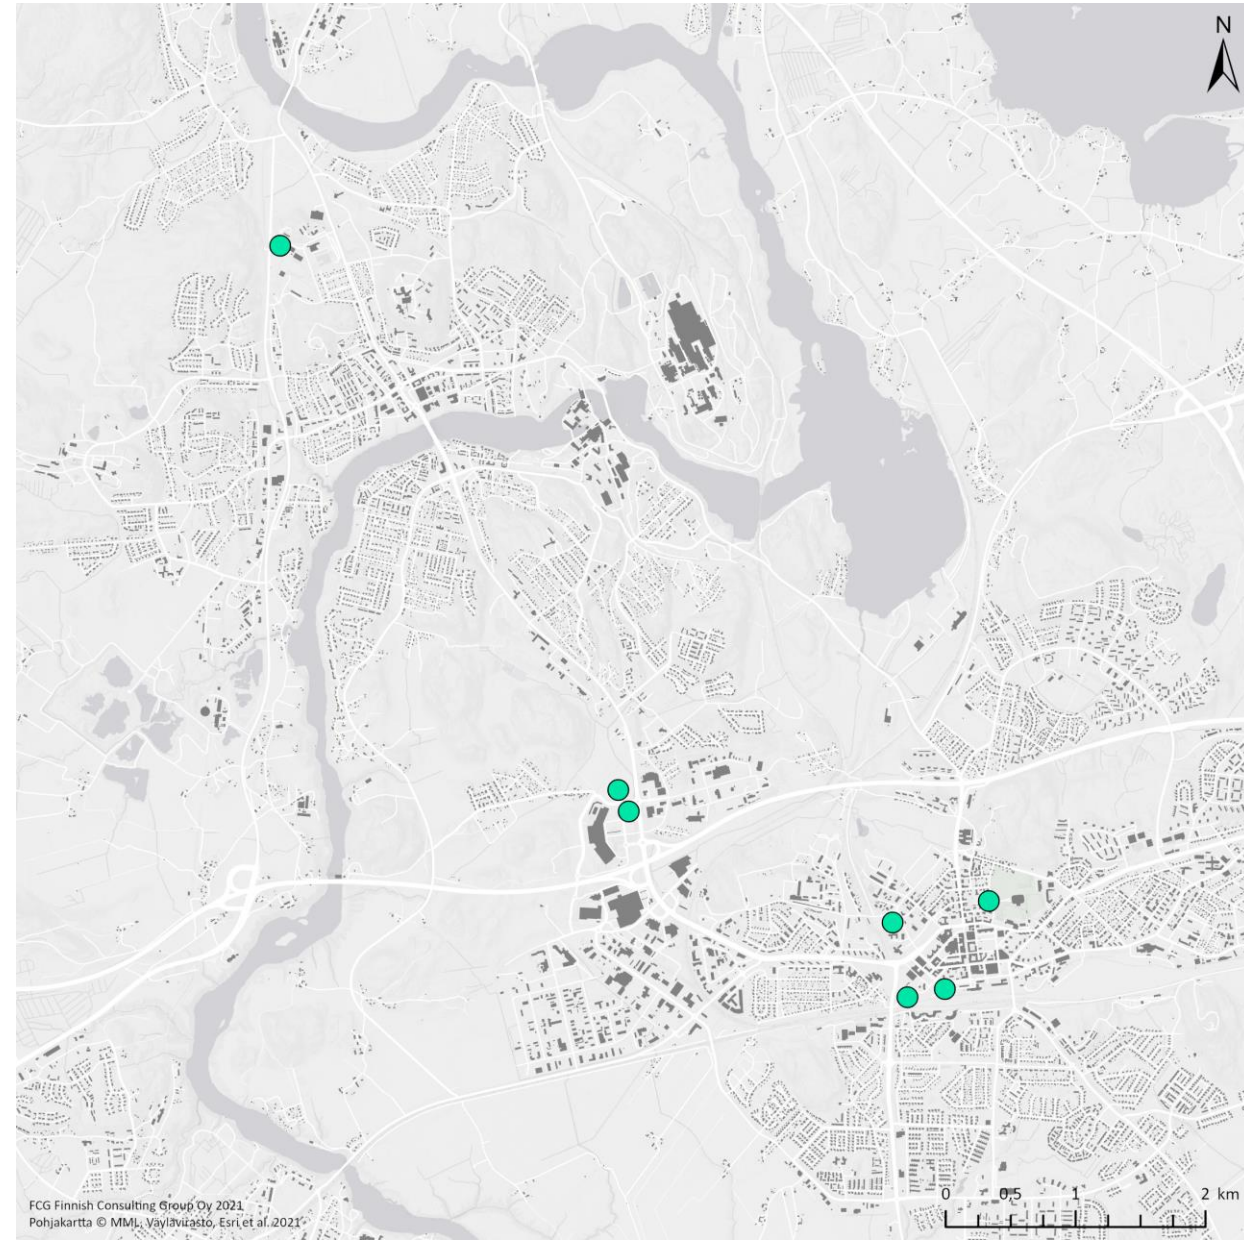 N
0 0,5 1 2 km
FCG Finnish Consulting Group Oy 2021
Pohjakartta © MML, Väylävirasto, Esri et al. 2021